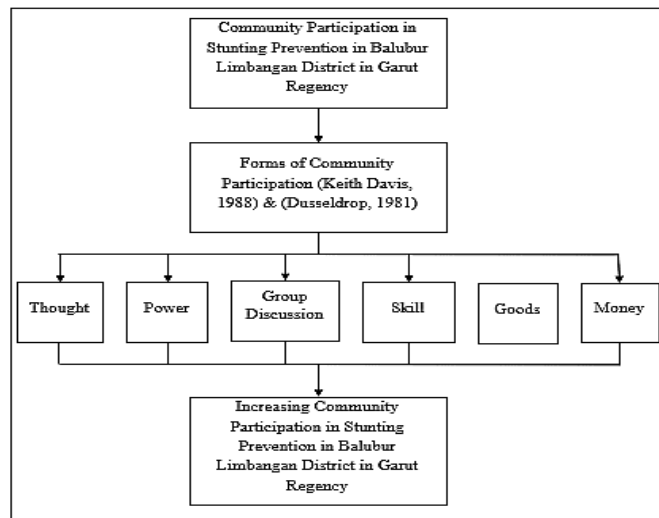 Community Participation in
Stunting Prevention in Balubur
Limbangan District in Garut
Regency
Forms of Community
Participation (Keith Davis,
1988) & (Dusseldrop, 1981)
Thought
Power
Group
Discussion
Skill
Goods
Money
Increasing Community
Participation in Stunting
Prevention in Balubur
Limbangan District in Garut
Regency